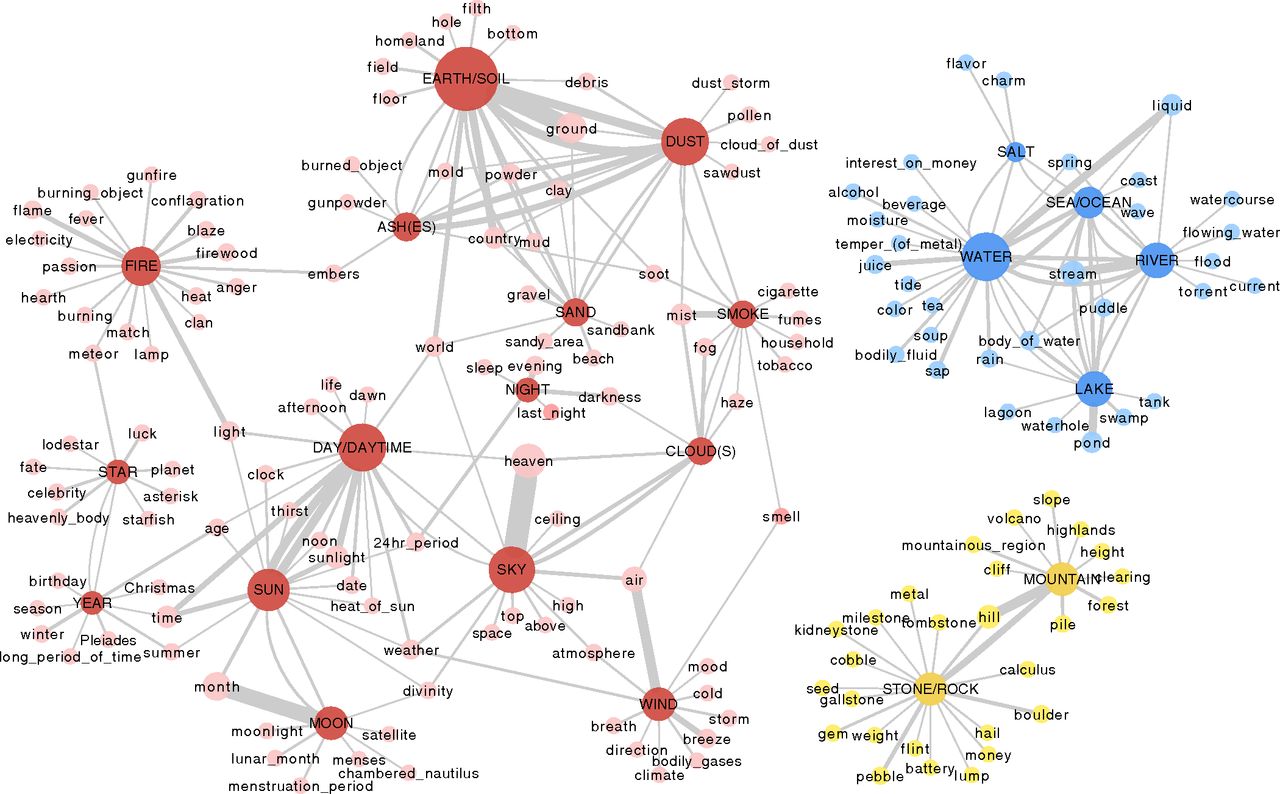 filth
hole
bottom
homeland
field
EARTH/SOIL
floor
debris
dust_storm
pollen
ground
DUST
cloud_of_dust
sawdust
burned_object
mold
powder
clay
gunpowder
ASH(ES)
country
mud
soot
embers
gunfire
burning_object
conflagration
flame
fever
blaze
electricity
firewood
passion
FIRE
anger
hearth
heat
burning
clan
match
meteor
lamp
gravel
SAND
sandbank
sandy_area
beach
mist
SMOKE
cigarette
fumes
household
tobacco
fog
haze
world
sleep
evening
NIGHT
darkness
last_night
life
dawn
afternoon
light
DAY/DAYTIME
heaven
CLOUD(S)
luck
lodestar
fate
STAR
planet
celebrity
asterisk
heavenly_body
starfish
clock
thirst
age
noon
sunlight
24hr_period
ceiling
smell
birthday
Christmas
SUN
date
heat_of_sun
SKY
air
high
top
above
space
season
YEAR
time
winter
Pleiades
long_period_of_time
summer
weather
atmosphere
month
divinity
moonlight
MOON
satellite
lunar_month
menses
chambered_nautilus
menstruation_period
mood
cold
WIND
storm
breath
breeze
direction
bodily_gases
climate
flavor
charm
liquid
SALT
spring
interest_on_money
coast
alcohol
beverage
SEA/OCEAN
wave
watercourse
moisture
flowing_water
temper_(of_metal)
WATER
juice
stream
RIVER
flood
tide
torrent
current
color
tea
puddle
soup
body_of_water
bodily_fluid
rain
sap
LAKE
lagoon
tank
waterhole
swamp
pond
slope
volcano
highlands
mountainous_region
height
cliff
MOUNTAIN
clearing
metal
forest
milestone
tombstone
hill
pile
kidneystone
cobble
calculus
seed
STONE/ROCK
gallstone
boulder
gem
weight
hail
flint
money
pebble
battery
lump